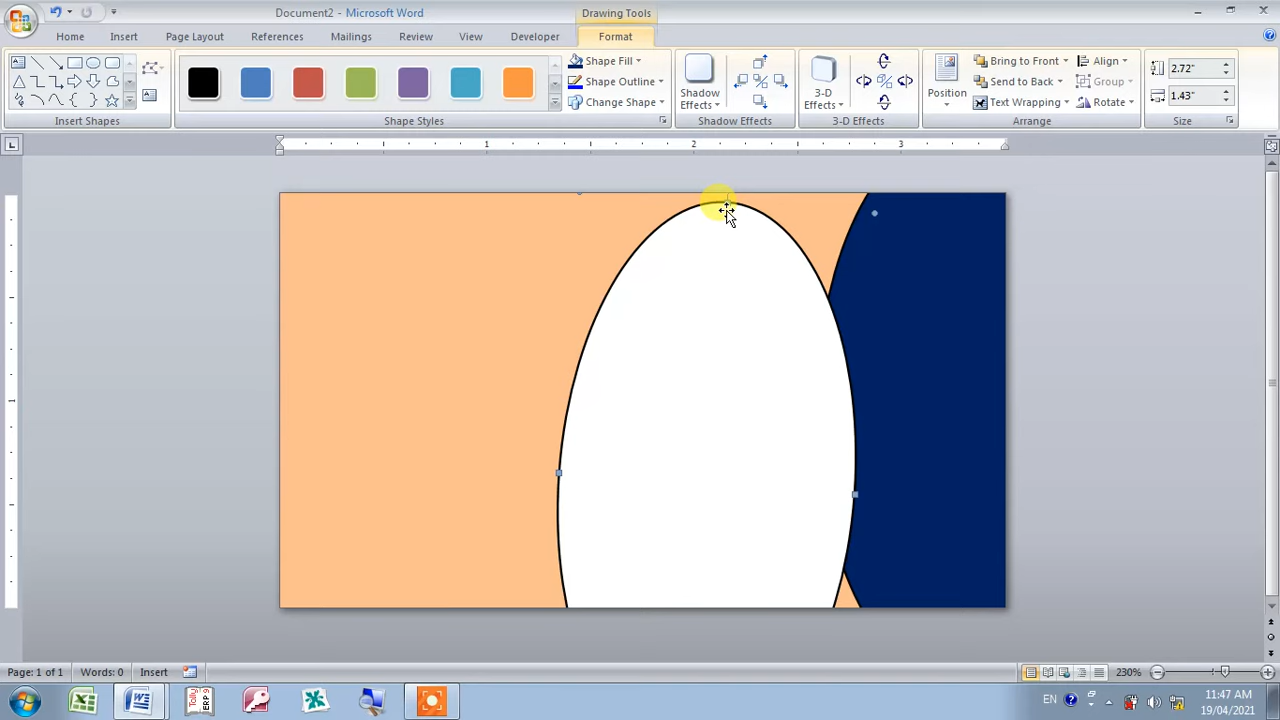 Document2 - Microsoft Word
Drawing Tools
Home Insert Page Layout References Mailings Review View Developer Format
Shape Fill
Shape Outline
Change Shape
Shadow Effects
3-D Effects
Position
Bring to Front
Send to Back
Text Wrapping
Align
Group
Rotate
2.72"
1.43"
Insert Shapes Shape Styles Shadow Effects 3-D Effects Arrange Size
1 2 3
Page: 1 of 1 Words: 0 Insert 230%
EN 11:47 AM
19/04/2021